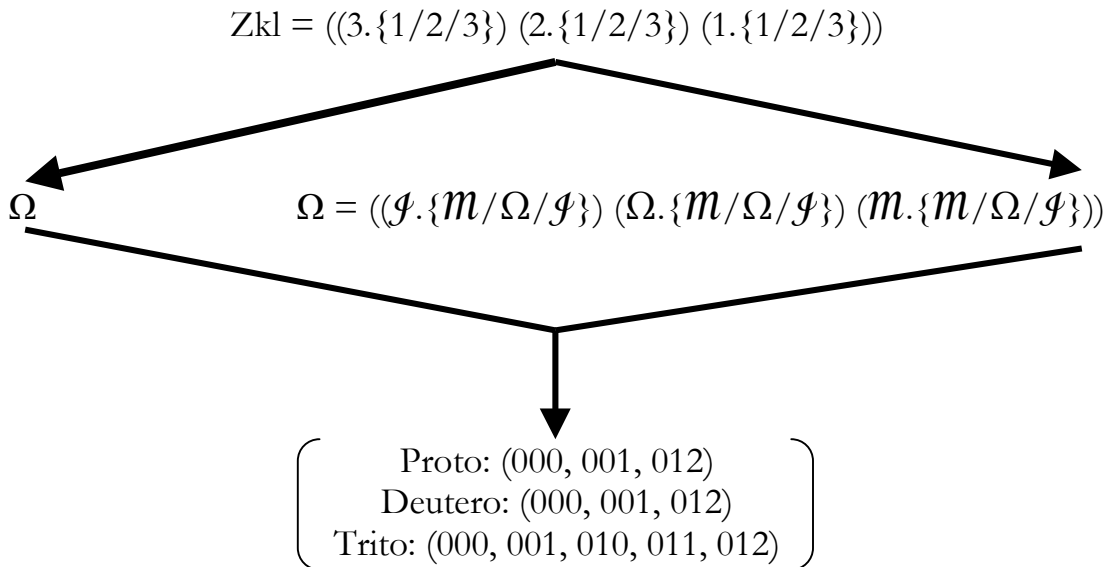 Zkl = ((3.{1/2/3}) (2.{1/2/3}) (1.{1/2/3}))
Ω
Ω = ((ℐ.{ℳ/Ω/ℐ}) (Ω.{ℳ/Ω/ℐ}) (ℳ.{ℳ/Ω/ℐ}))
Proto: (000, 001, 012)
Deutero: (000, 001, 012)
Trito: (000, 001, 010, 011, 012)